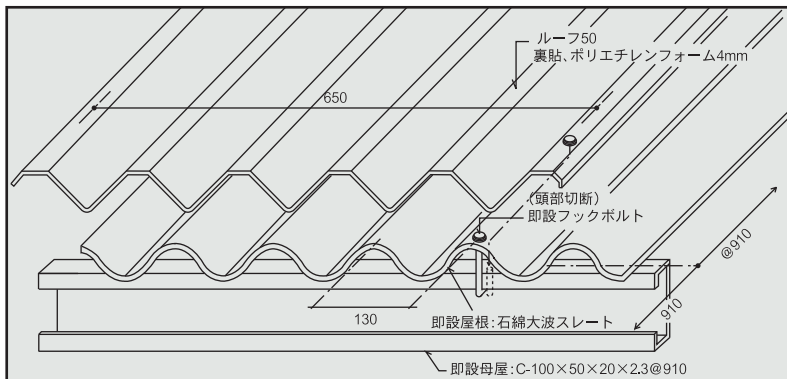 ルーフ50
裏貼、ポリエチレンフォーム4mm
650
(頭部切断)
即設フックボルト
@910
910
130
即設屋根:石綿大波スレート
即設母屋:C-100×50×20×2.3@910